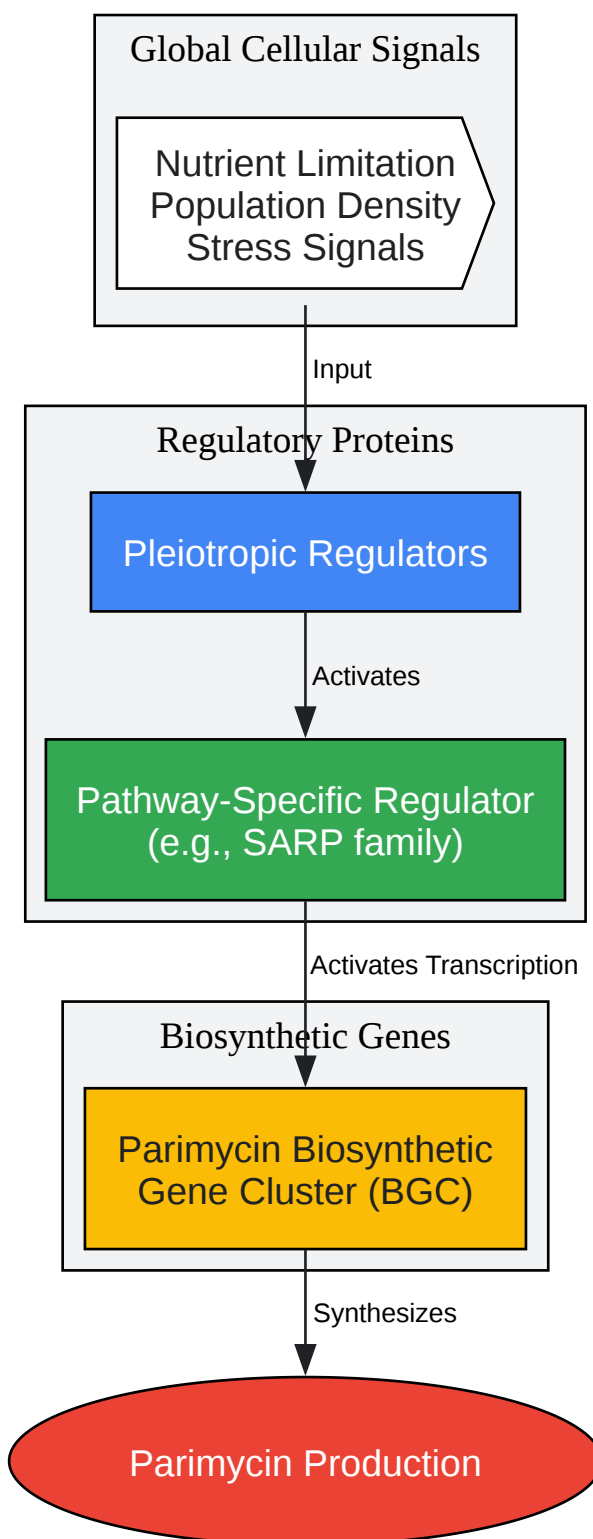 Global Cellular Signals
Nutrient Limitation
Population Density
Stress Signals
Input
Regulatory Proteins
Pleiotropic Regulators
Activates
Pathway-Specific Regulator
(e.g., SARP family)
Activates Transcription
Biosynthetic Genes
Parimycin Biosynthetic
Gene Cluster (BGC)
Synthesizes
Parimycin Production